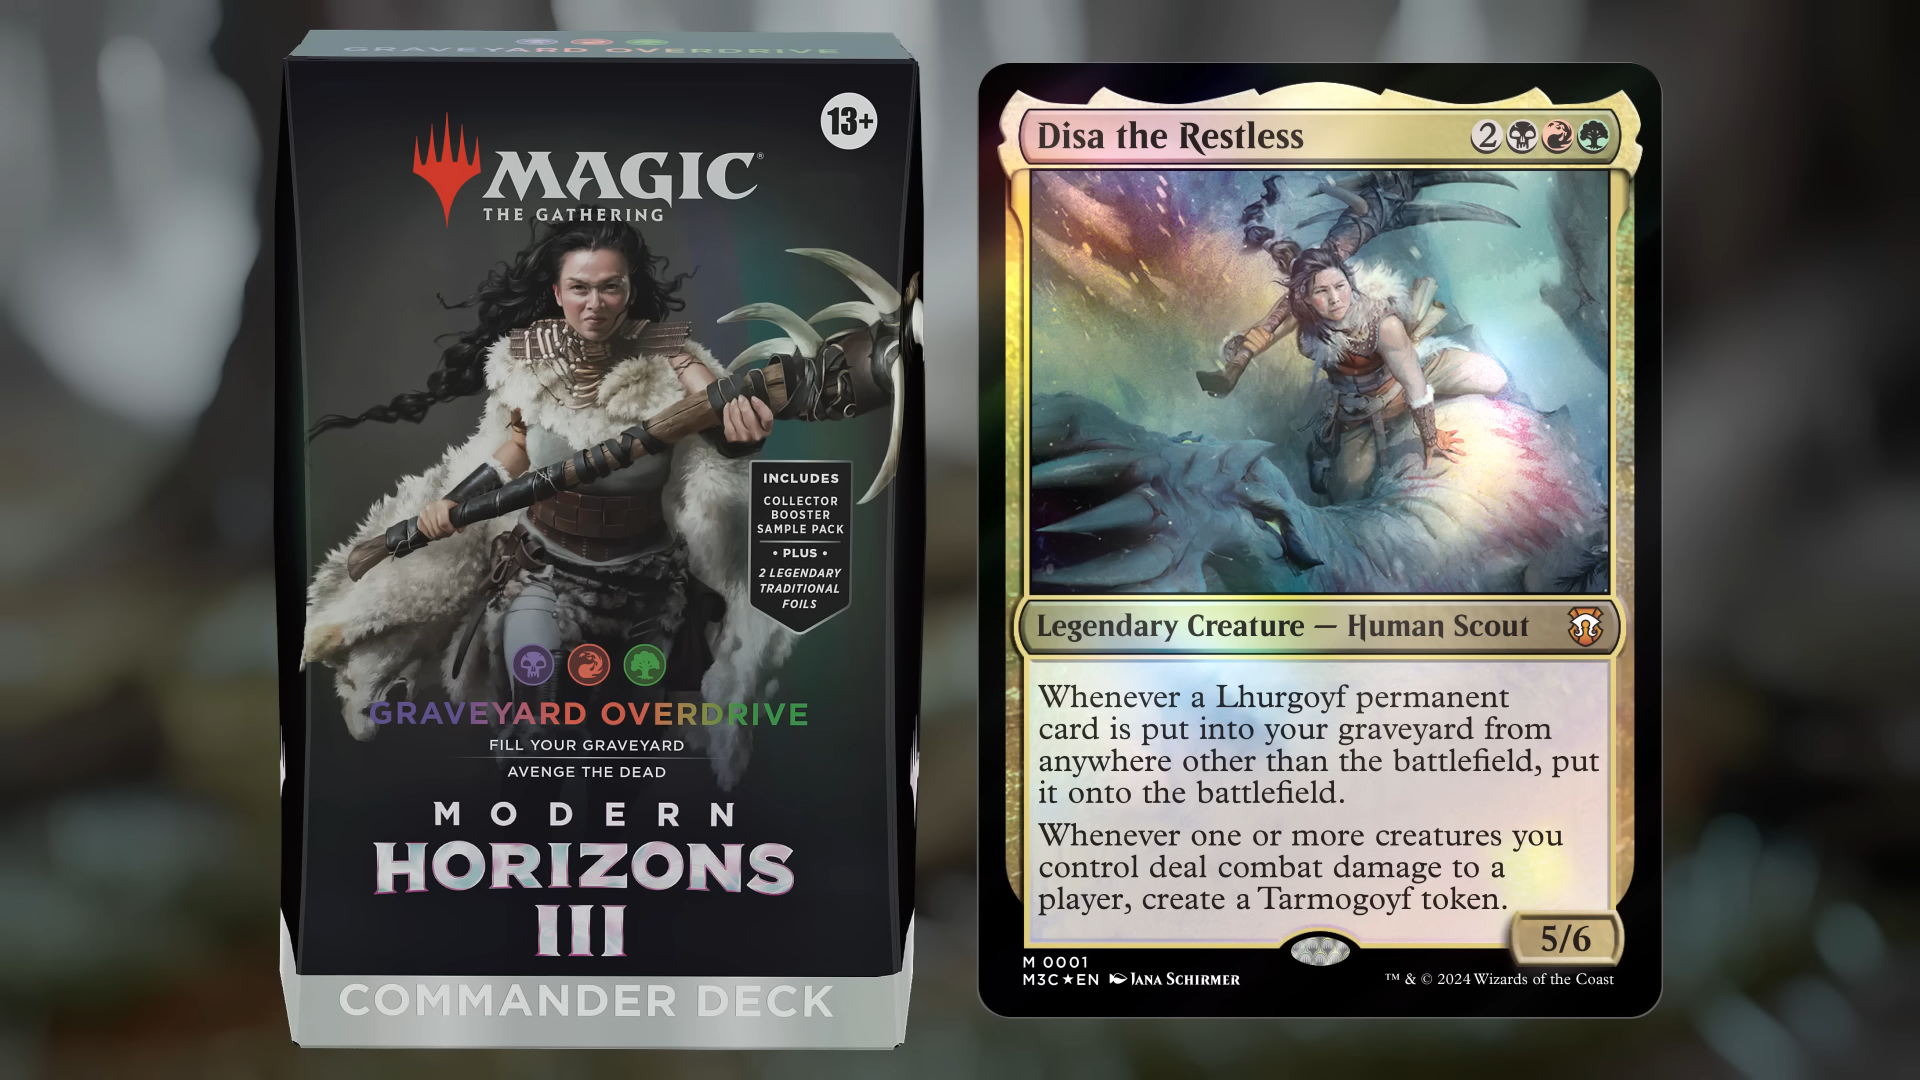 GRAVEYARD OVERDRIVE
13+
MAGIC®
THE GATHERING
INCLUDES
COLLECTOR
BOOSTER
SAMPLE PACK
• PLUS •
2 LEGENDARY
TRADITIONAL
FOILS
GRAVEYARD OVERDRIVE
FILL YOUR GRAVEYARD
AVENGE THE DEAD
MODERN
HORIZONS
III
COMMANDER DECK
Disa the Restless 2
Legendary Creature — Human Scout
Whenever a Lhurgoyf permanent
card is put into your graveyard from
anywhere other than the battlefield, put
it onto the battlefield.
Whenever one or more creatures you
control deal combat damage to a
player, create a Tarmogoyf token.
5/6
M 0001
M3C★EN JANA SCHIRMER
™ & © 2024 Wizards of the Coast